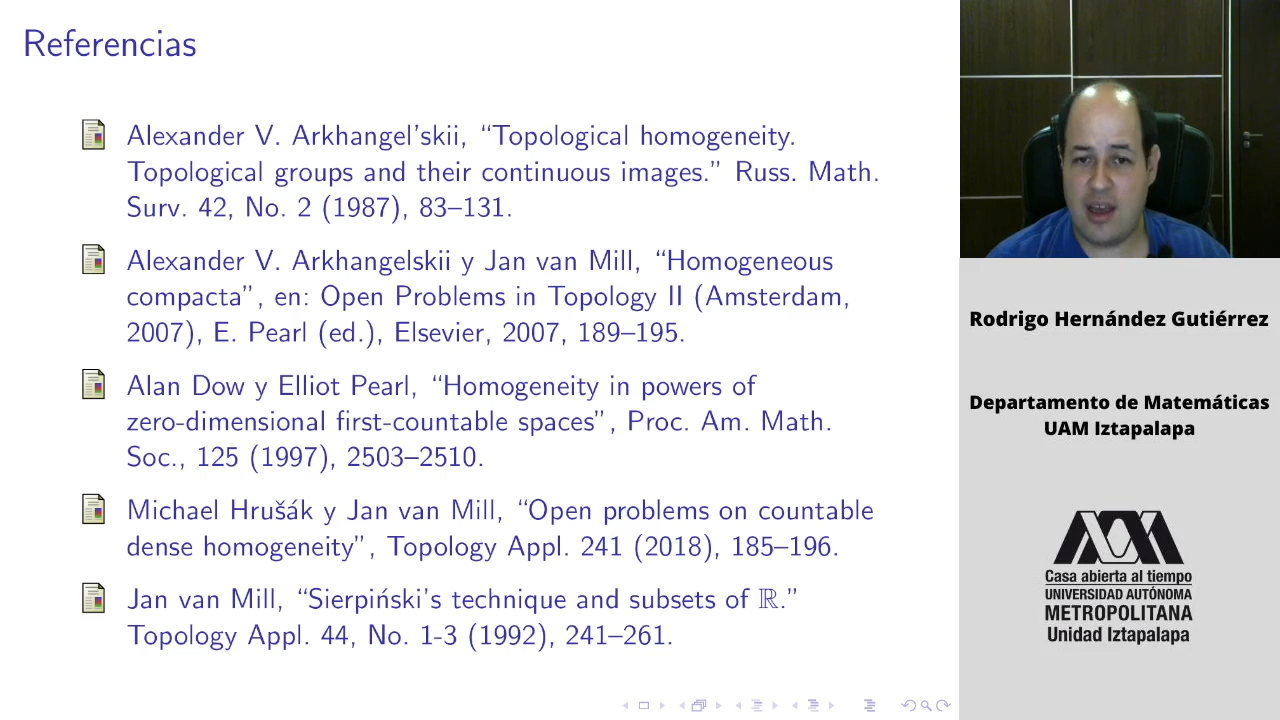 Referencias
Alexander V. Arkhangel'skii, “Topological homogeneity.
Topological groups and their continuous images.” Russ. Math.
Surv. 42, No. 2 (1987), 83–131.
Alexander V. Arkhangelskii y Jan van Mill, “Homogeneous
compacta”, en: Open Problems in Topology II (Amsterdam,
2007), E. Pearl (ed.), Elsevier, 2007, 189–195.
Alan Dow y Elliot Pearl, “Homogeneity in powers of
zero-dimensional first-countable spaces”, Proc. Am. Math.
Soc., 125 (1997), 2503–2510.
Michael Hrušák y Jan van Mill, “Open problems on countable
dense homogeneity”, Topology Appl. 241 (2018), 185–196.
Jan van Mill, “Sierpiński's technique and subsets of ℝ.”
Topology Appl. 44, No. 1-3 (1992), 241–261.
Rodrigo Hernández Gutiérrez
Departamento de Matemáticas
UAM Iztapalapa
Casa abierta al tiempo
UNIVERSIDAD AUTÓNOMA
METROPOLITANA
Unidad Iztapalapa